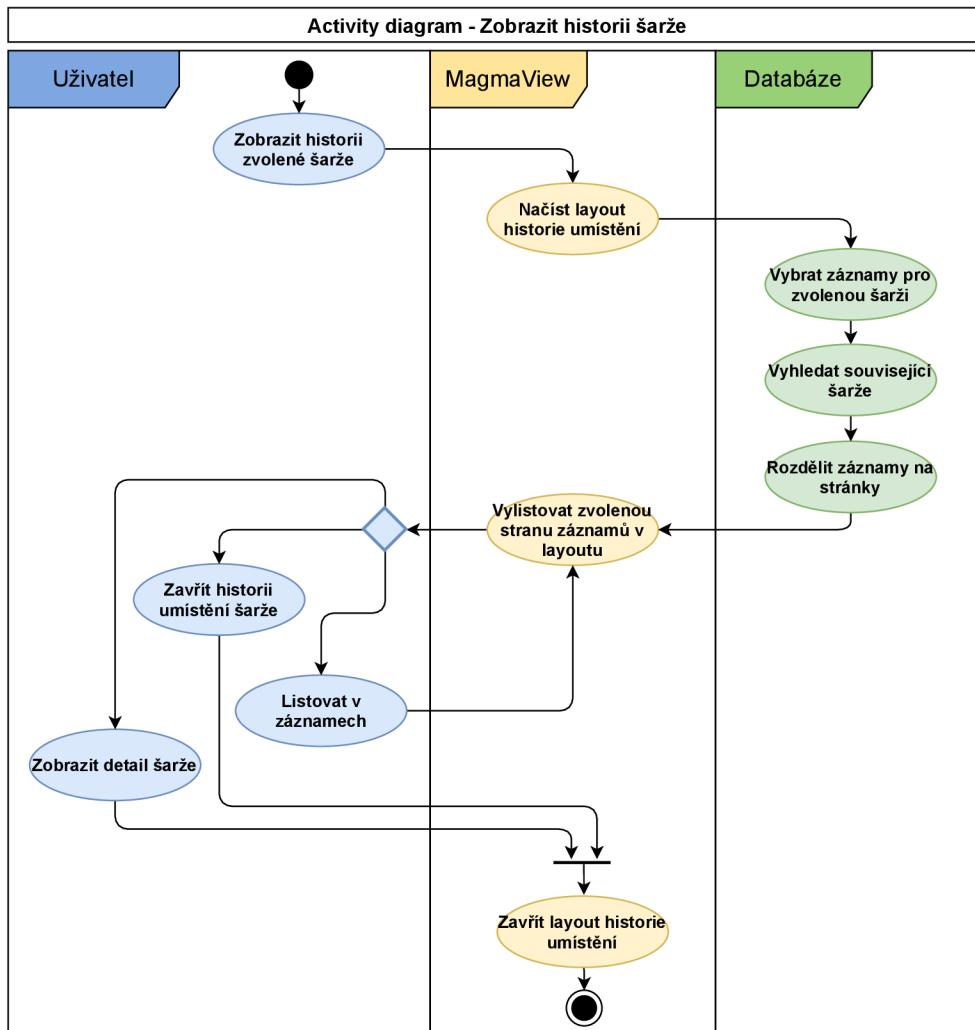 Activity diagram - Zobrazit historii šarže
Uživatel
MagmaView
Databáze
Zobrazit historii
zvolené šarže
Načíst layout
historie umístění
Vybrat záznamy pro
zvolenou šarži
Vyhledat související
šarže
Rozdělit záznamy na
stránky
Vylistovat zvolenou
stranu záznamů v
layoutu
Zavřít historii
umístění šarže
Listovat v
záznamech
Zobrazit detail šarže
Zavřít layout historie
umístění